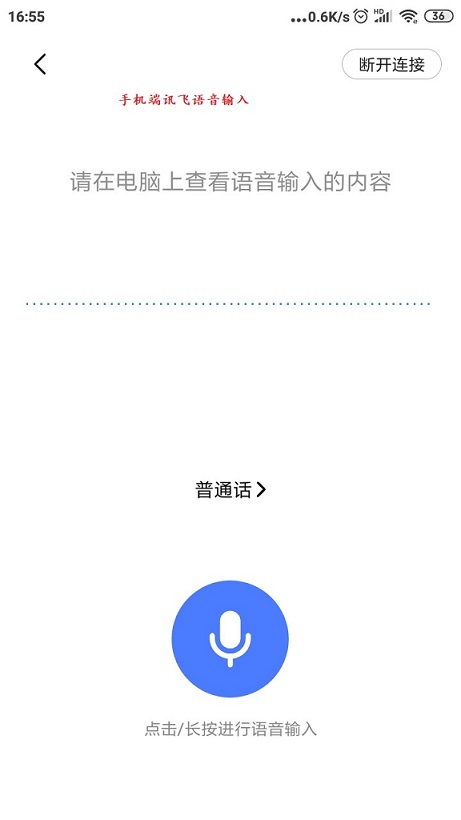 16:55 ...0.6K/s HD 36
断开连接
手机端讯飞语音输入
请在电脑上查看语音输入的内容
普通话
点击/长按进行语音输入